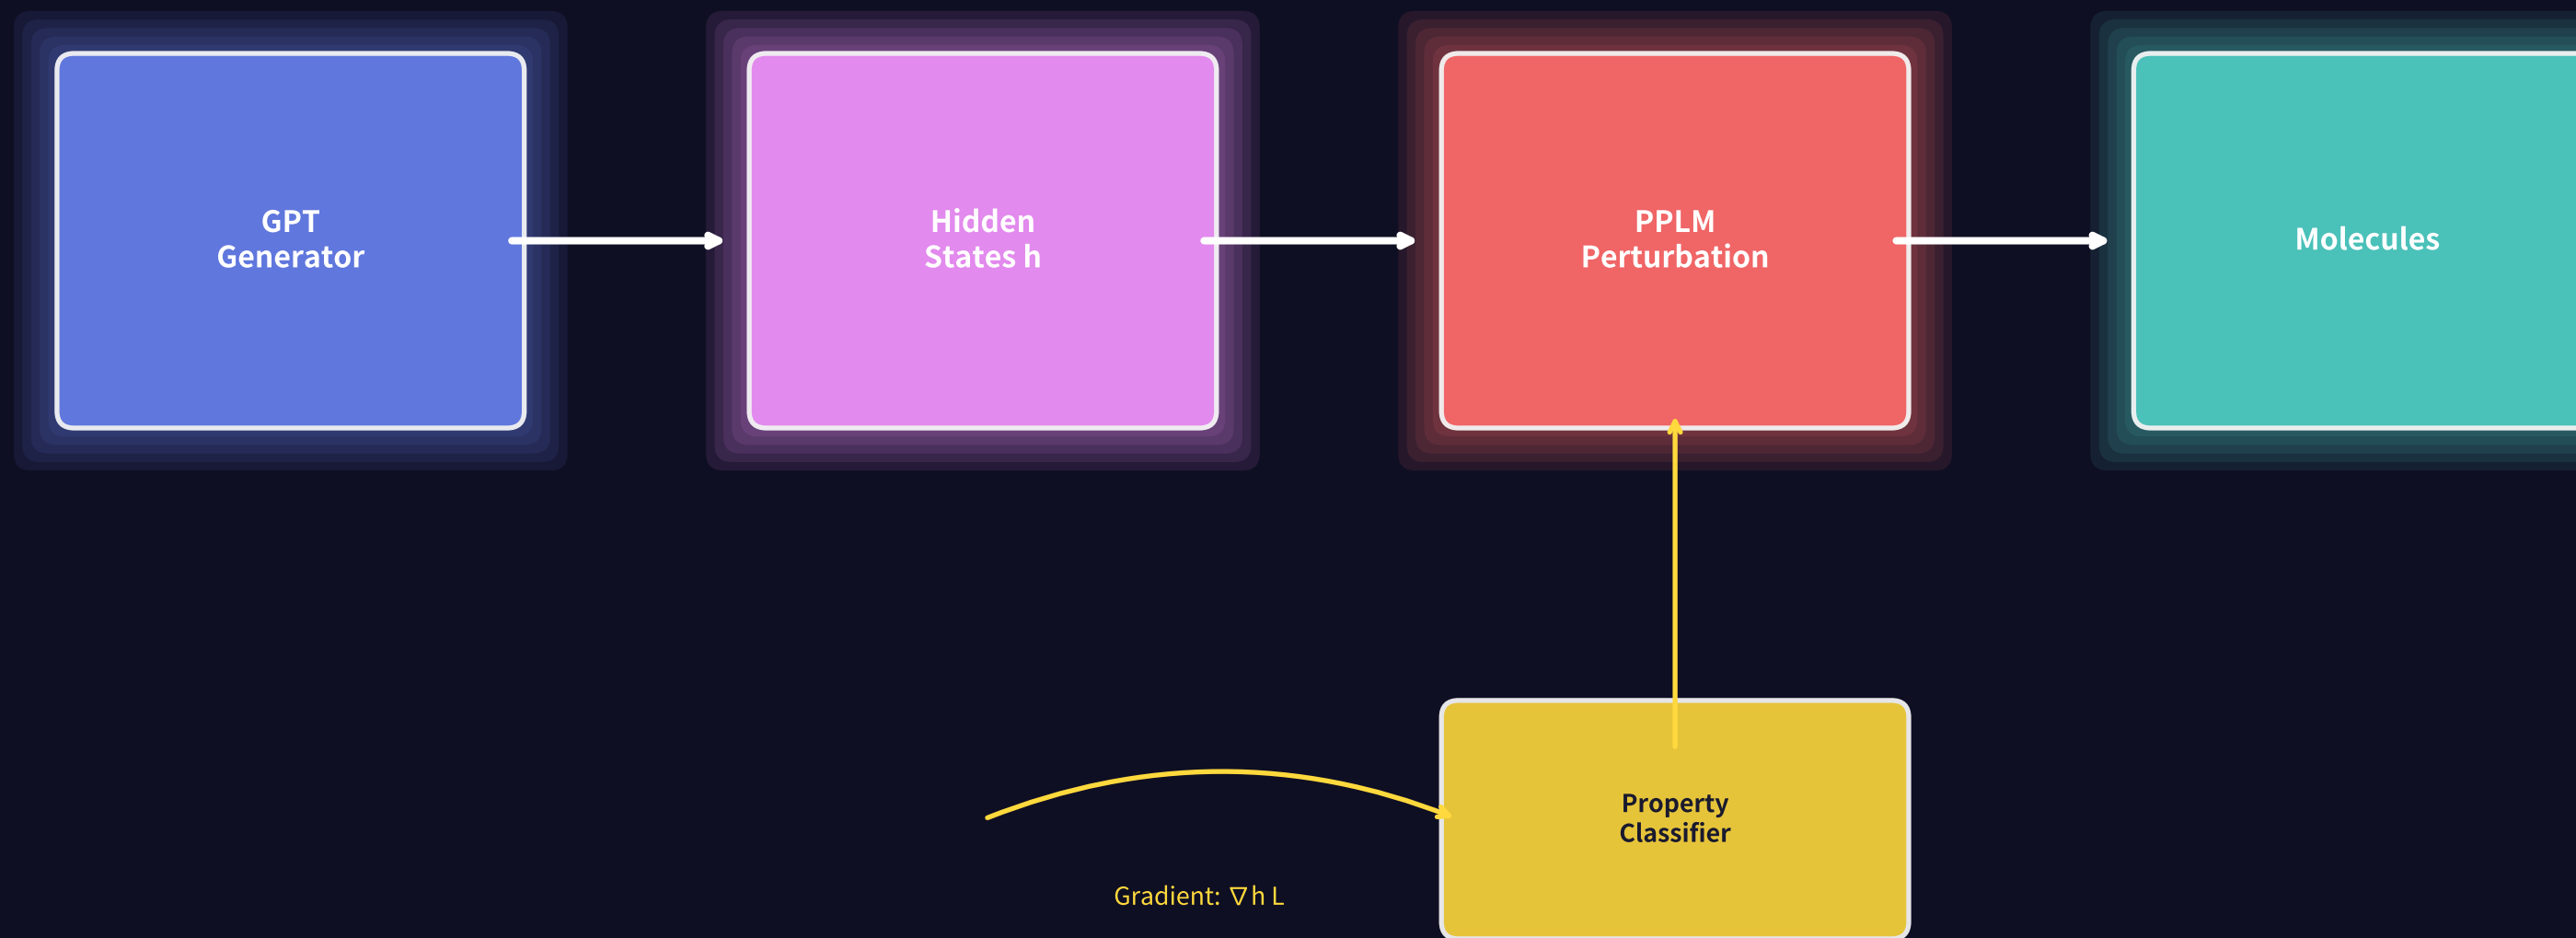 GPT
Generator
Hidden
States h
PPLM
Perturbation
Molecules
Property
Classifier
Gradient: ∇h L